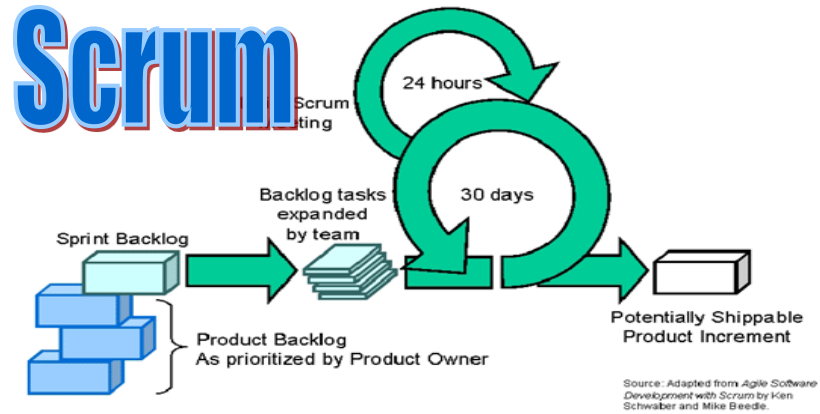 Scrum
24 hours
Scrum
eting
Backlog tasks
expanded
by team
30 days
Sprint Backlog
Potentially Shippable
Product Increment
Product Backlog
As prioritized by Product Owner
Source: Adapted from Agile Software
Development with Scrum by Ken
Schwaber and Mike Beedle.